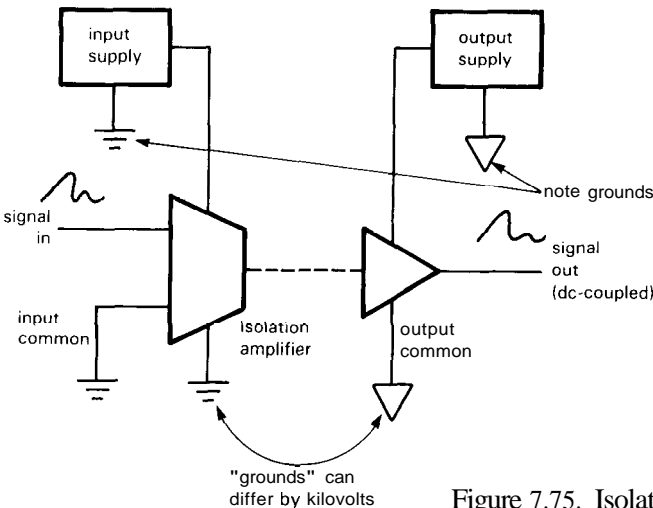 input
supply
output
supply
note grounds
signal
in
signal
out
(dc-coupled)
input
common
Isolation
amplifier
output
common
"grounds" can
differ by kilovolts
Figure 7.75. Isolat